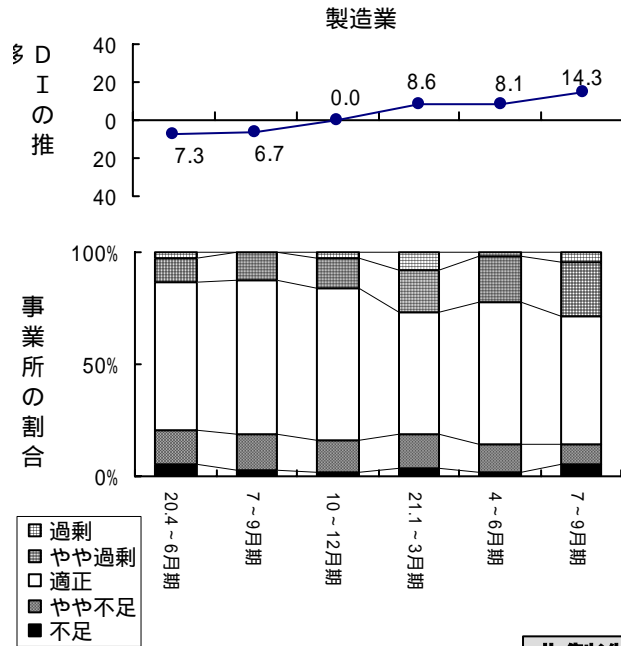 製造業
DIの推移
40
20
0
20
40
7.3
6.7
0.0
8.6
8.1
14.3
事業所の割合
100%
50%
0%
20.4~6月期
7~9月期
10~12月期
21.1~3月期
4~6月期
7~9月期
過剰
やや過剰
適正
やや不足
不足